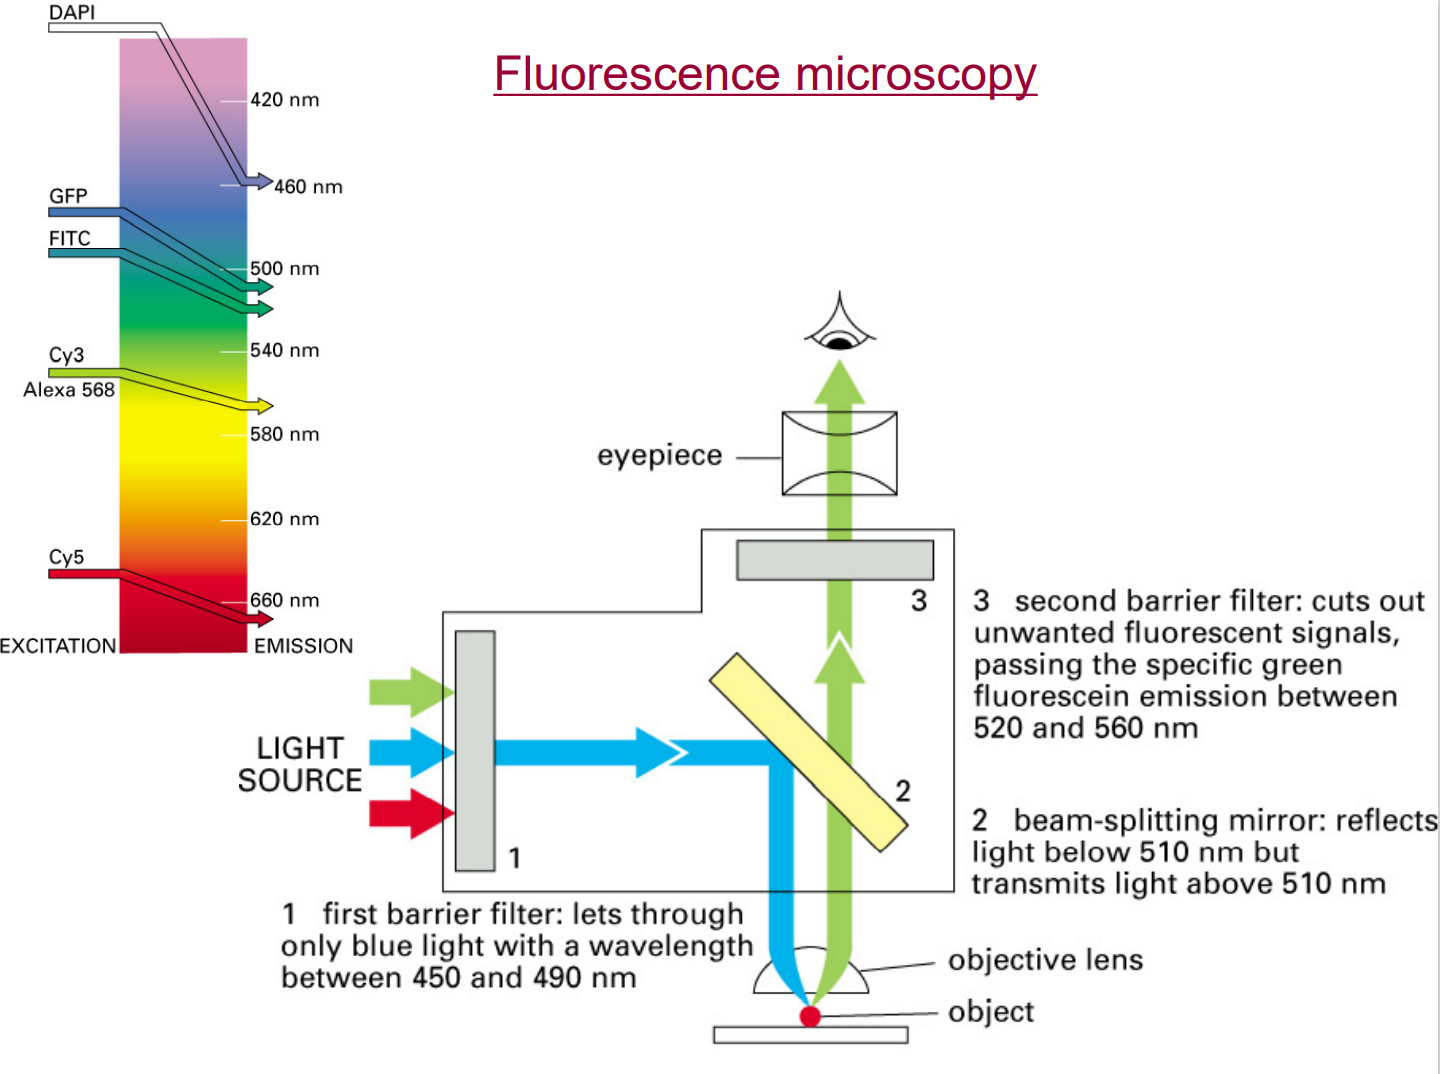 Fluorescence microscopy
DAPI
420 nm
460 nm
GFP
FITC
500 nm
540 nm
Cy3
Alexa 568
580 nm
620 nm
Cy5
660 nm
EXCITATION
EMISSION
eyepiece
3
3 second barrier filter: cuts out
unwanted fluorescent signals,
passing the specific green
fluorescein emission between
520 and 560 nm
LIGHT
SOURCE
2
1
2 beam-splitting mirror: reflects
light below 510 nm but
transmits light above 510 nm
1 first barrier filter: lets through
only blue light with a wavelength
between 450 and 490 nm
objective lens
object